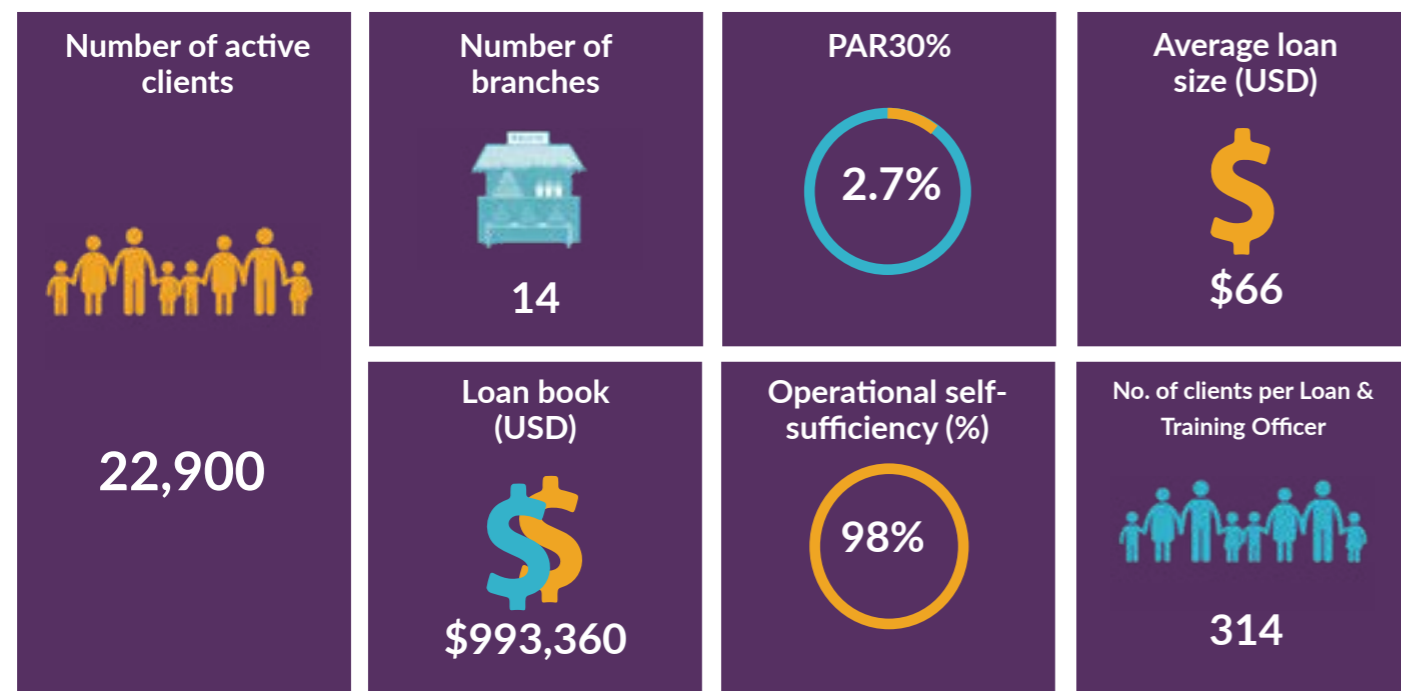 Number of active
clients
22,900
Number of
branches
14
PAR30%
2.7%
Average loan
size (USD)
$66
Loan book
(USD)
$993,360
Operational self-
sufficiency (%)
98%
No. of clients per Loan &
Training Officer
314